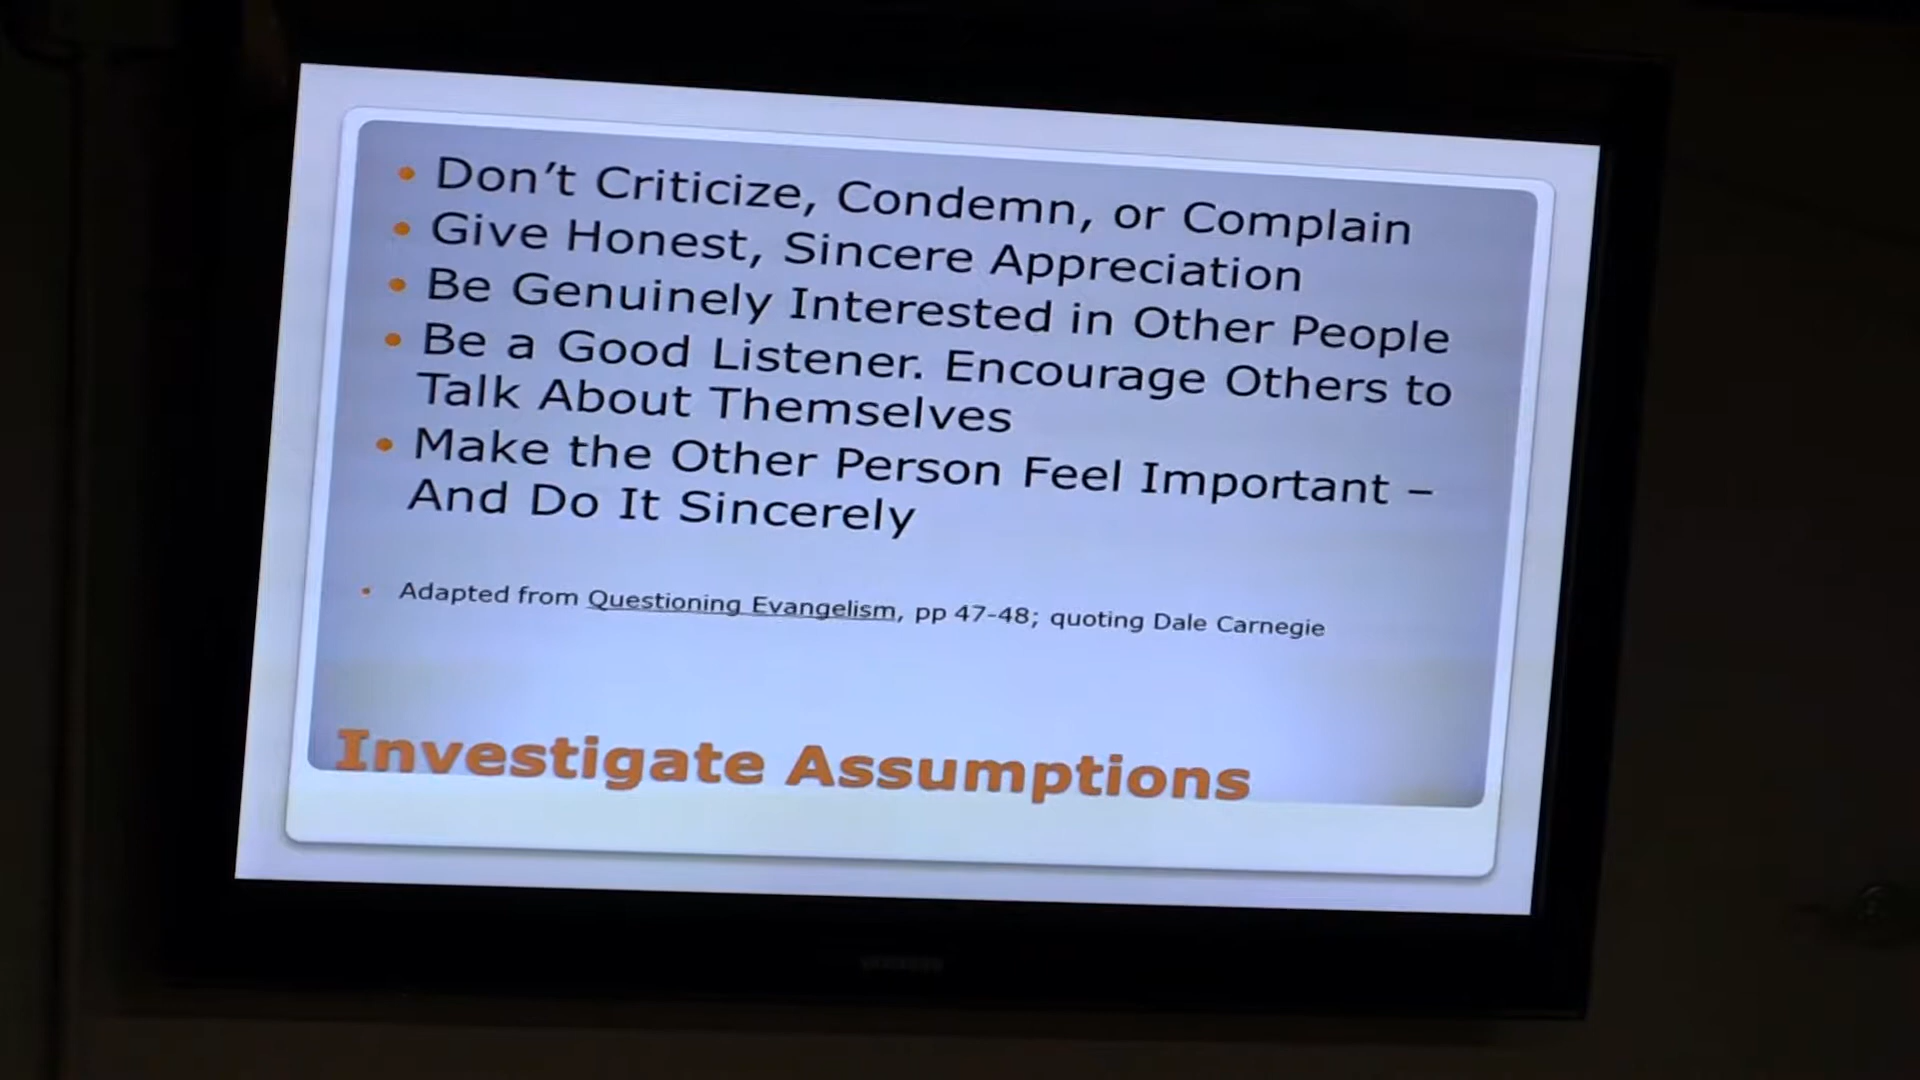 • Don't Criticize, Condemn, or Complain
• Give Honest, Sincere Appreciation
• Be Genuinely Interested in Other People
• Be a Good Listener. Encourage Others to
Talk About Themselves
• Make the Other Person Feel Important –
And Do It Sincerely
• Adapted from Questioning Evangelism, pp 47-48; quoting Dale Carnegie
Investigate Assumptions